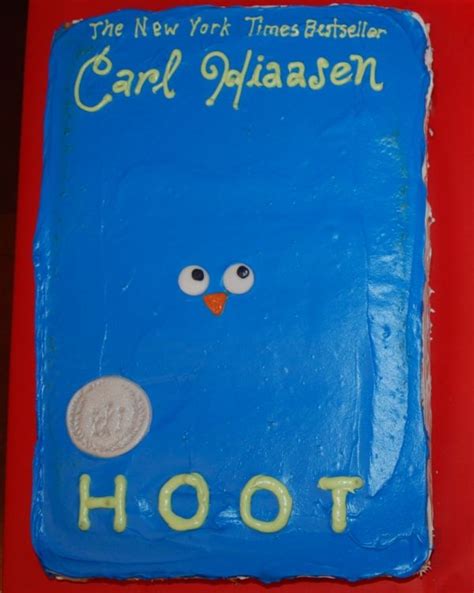 The New York Times Bestseller
Carl Hiaasen
HOOT